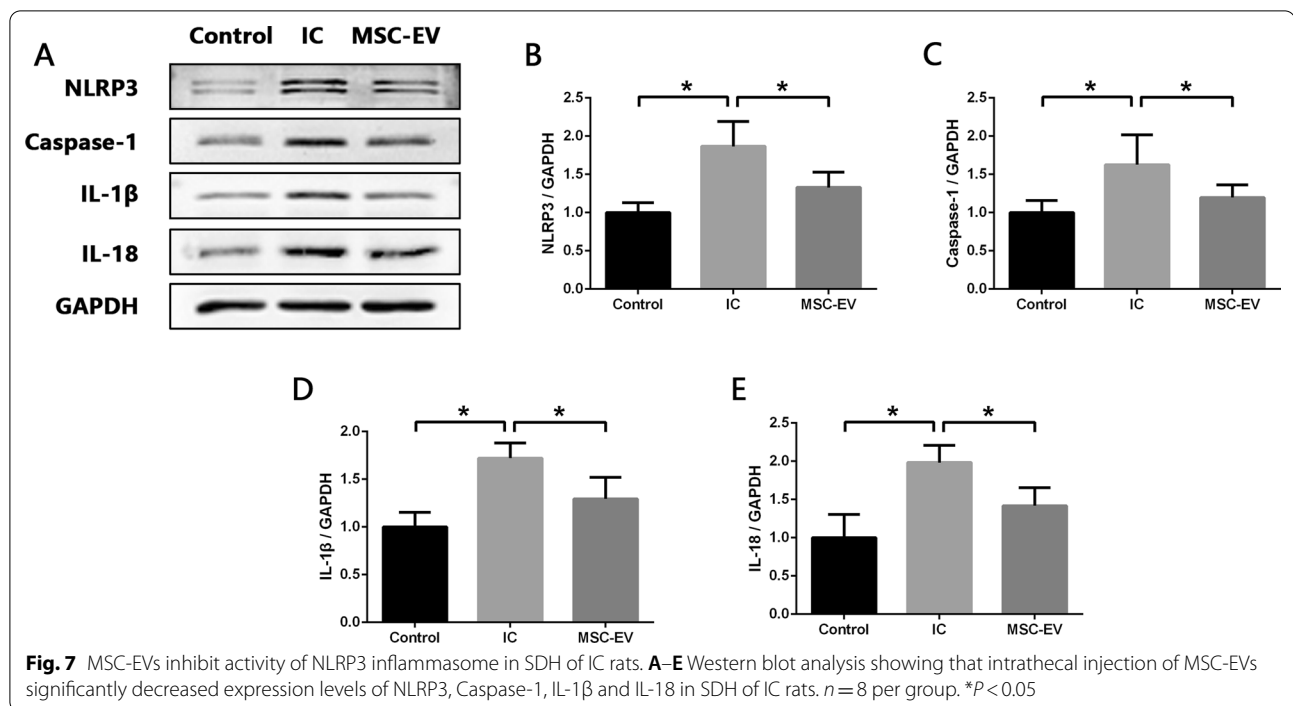 A
Control IC MSC-EV
NLRP3
Caspase-1
IL-1β
IL-18
GAPDH
B
* *
NLRP3 / GAPDH
2.5
2.0
1.5
1.0
0.5
0.0
Control IC MSC-EV
C
* *
Caspase-1 / GAPDH
2.5
2.0
1.5
1.0
0.5
0.0
Control IC MSC-EV
D
* *
IL-1β / GAPDH
2.0
1.5
1.0
0.5
0.0
Control IC MSC-EV
E
* *
IL-18 / GAPDH
2.5
2.0
1.5
1.0
0.5
0.0
Control IC MSC-EV
Fig. 7 MSC-EVs inhibit activity of NLRP3 inflammasome in SDH of IC rats. A–E Western blot analysis showing that intrathecal injection of MSC-EVs
significantly decreased expression levels of NLRP3, Caspase-1, IL-1β and IL-18 in SDH of IC rats. n = 8 per group. *P < 0.05